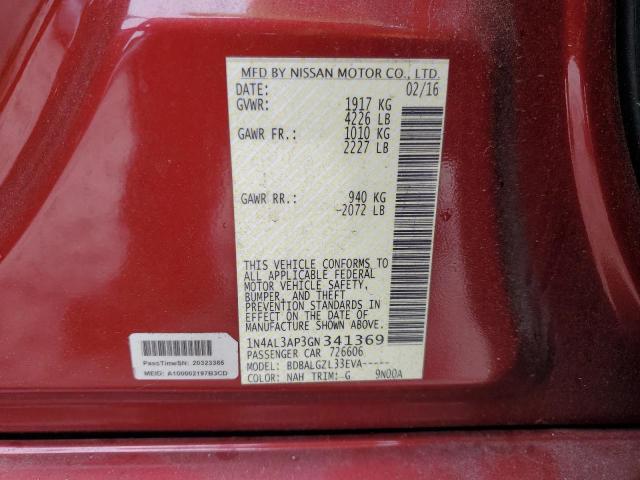 MFD BY NISSAN MOTOR CO., LTD.
DATE: 02/16
GVWR: 1917 KG
4226 LB
GAWR FR.: 1010 KG
2227 LB
GAWR RR.: 940 KG
-2072 LB
THIS VEHICLE CONFORMS TO
ALL APPLICABLE FEDERAL
MOTOR VEHICLE SAFETY,
BUMPER, AND THEFT
PREVENTION STANDARDS IN
EFFECT ON THE DATE OF
MANUFACTURE SHOWN ABOVE.
1N4AL3AP3GN 341369
PASSENGER CAR 726606
MODEL: BDBALGZL33EVA-----
COLOR: NAH TRIM: G 9N00A
PassTimeSN: 20323366
MEID: A100002197B3CD